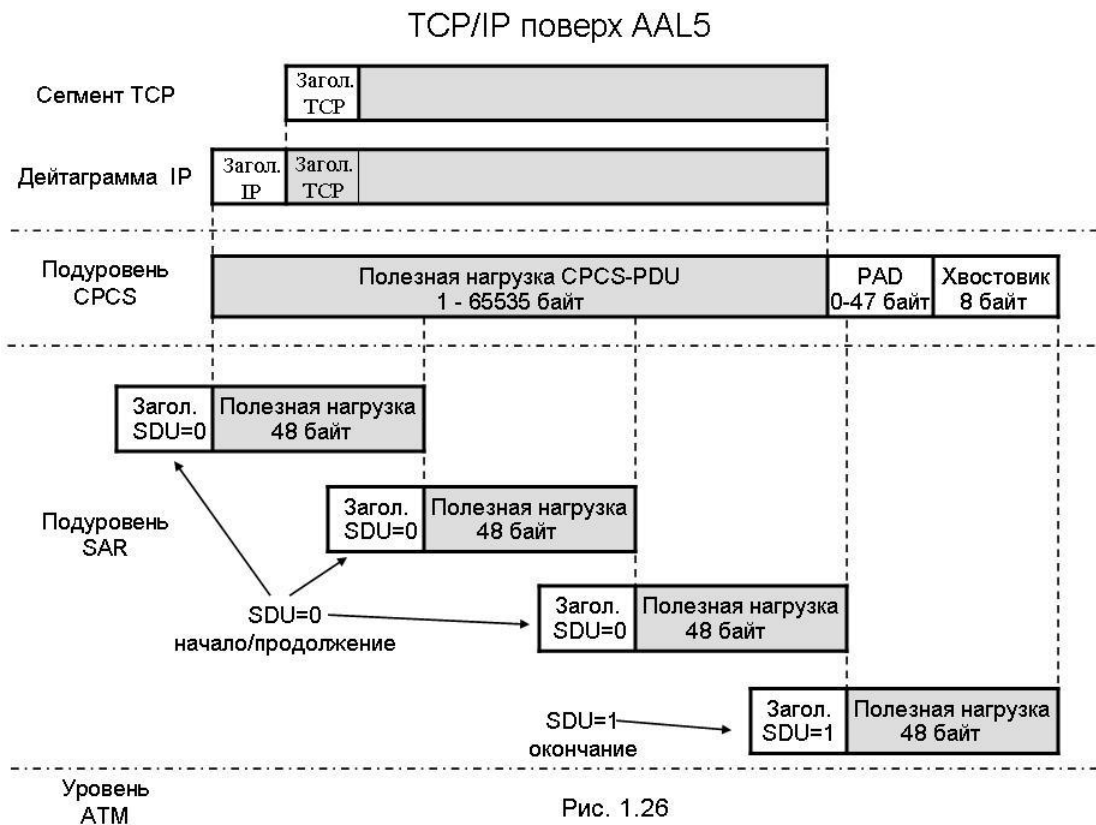 TCP/IP поверх AAL5
Сегмент TCP
Загол.
TCP
Дейтаграмма IP
Загол.
IP
Загол.
TCP
Подуровень
CPCS
Полезная нагрузка CPCS-PDU
1 - 65535 байт
PAD
0-47 байт
Хвостовик
8 байт
Загол.
SDU=0
Полезная нагрузка
48 байт
Подуровень
SAR
Загол.
SDU=0
Полезная нагрузка
48 байт
SDU=0
начало/продолжение
Загол.
SDU=0
Полезная нагрузка
48 байт
SDU=1
окончание
Загол.
SDU=1
Полезная нагрузка
48 байт
Уровень
ATM
Рис. 1.26